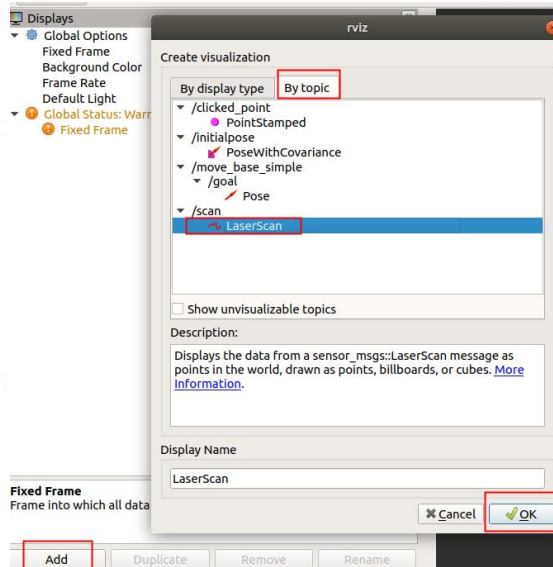 Displays
Global Options
Fixed Frame
Background Color
Frame Rate
Default Light
Global Status: Warr
Fixed Frame
Fixed Frame
Frame into which all data
Add
Duplicate
Remove
Rename
rviz
Create visualization
By display type
By topic
/clicked_point
PointStamped
/initialpose
PoseWithCovariance
/move_base_simple
/goal
Pose
/scan
LaserScan
Show unvisualizable topics
Description:
Displays the data from a sensor_msgs::LaserScan message as
points in the world, drawn as points, billboards, or cubes. More
Information.
Display Name
LaserScan
Cancel
OK